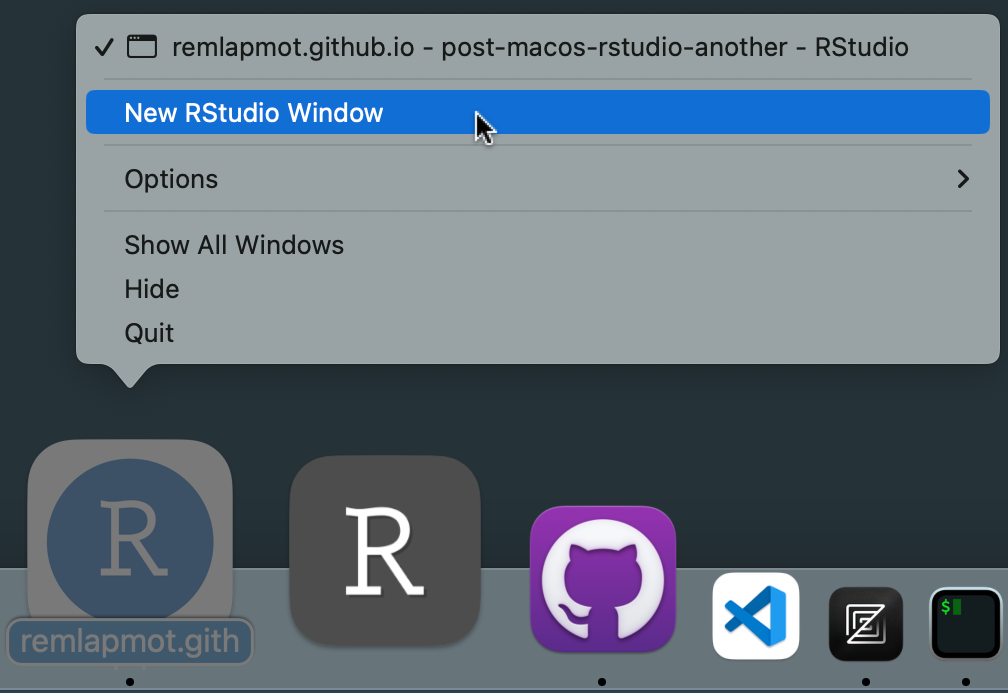 ✓ remlapmot.github.io - post-macos-rstudio-another - RStudio
New RStudio Window
Options
Show All Windows
Hide
Quit
R
R
$
remlapmot.gith